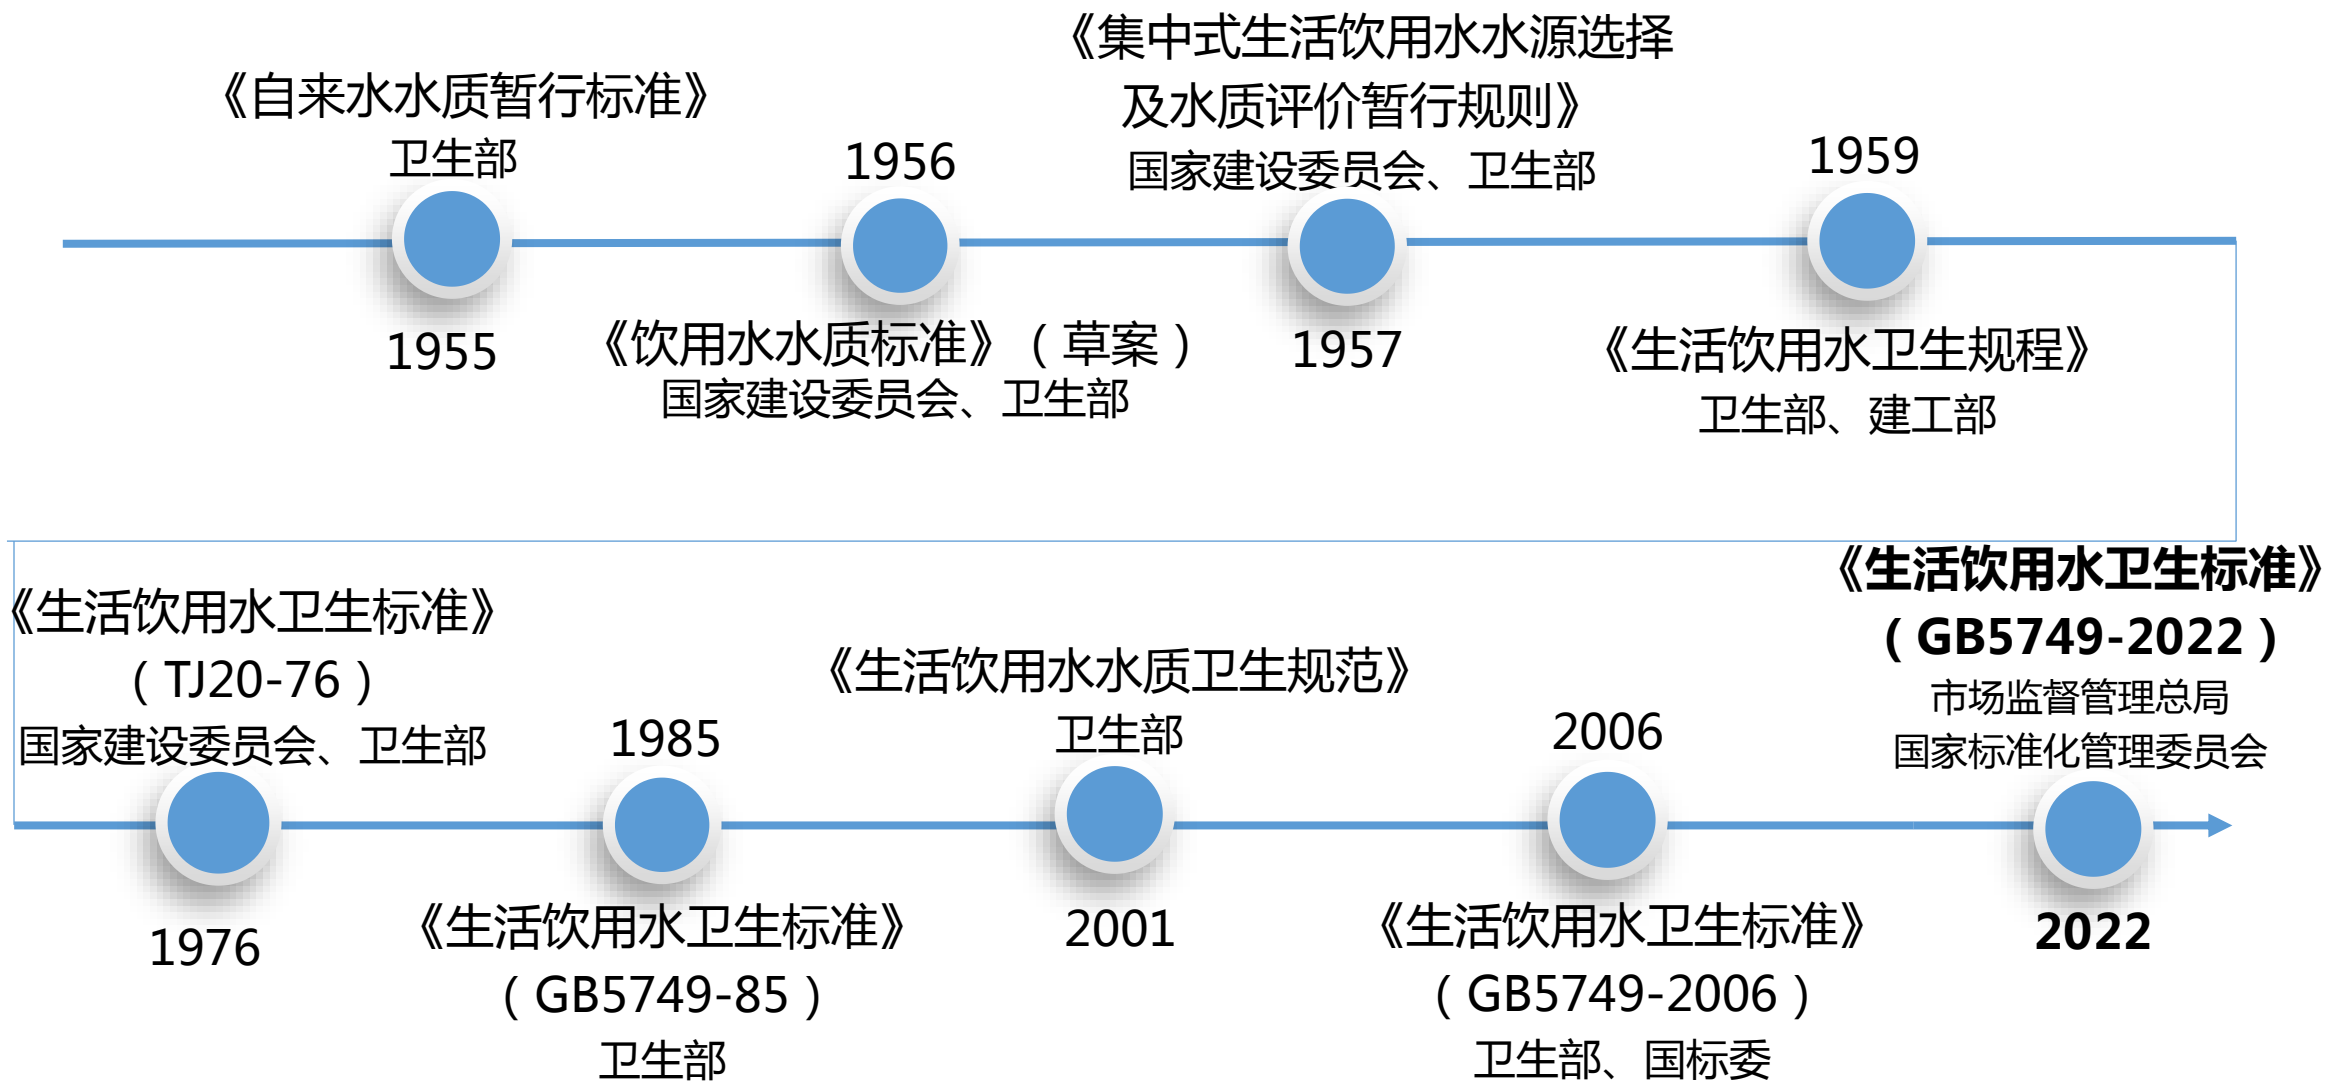 《自来水水质暂行标准》
卫生部
1955
1956
《饮用水水质标准》(草案)
国家建设委员会、卫生部
《集中式生活饮用水水源选择
及水质评价暂行规则》
国家建设委员会、卫生部
1957
1959
《生活饮用水卫生规程》
卫生部、建工部
《生活饮用水卫生标准》
(TJ20-76)
国家建设委员会、卫生部
1976
1985
《生活饮用水卫生标准》
(GB5749-85)
卫生部
《生活饮用水水质卫生规范》
卫生部
2001
2006
《生活饮用水卫生标准》
(GB5749-2006)
卫生部、国标委
《生活饮用水卫生标准》
(GB5749-2022)
市场监督管理总局
国家标准化管理委员会
2022